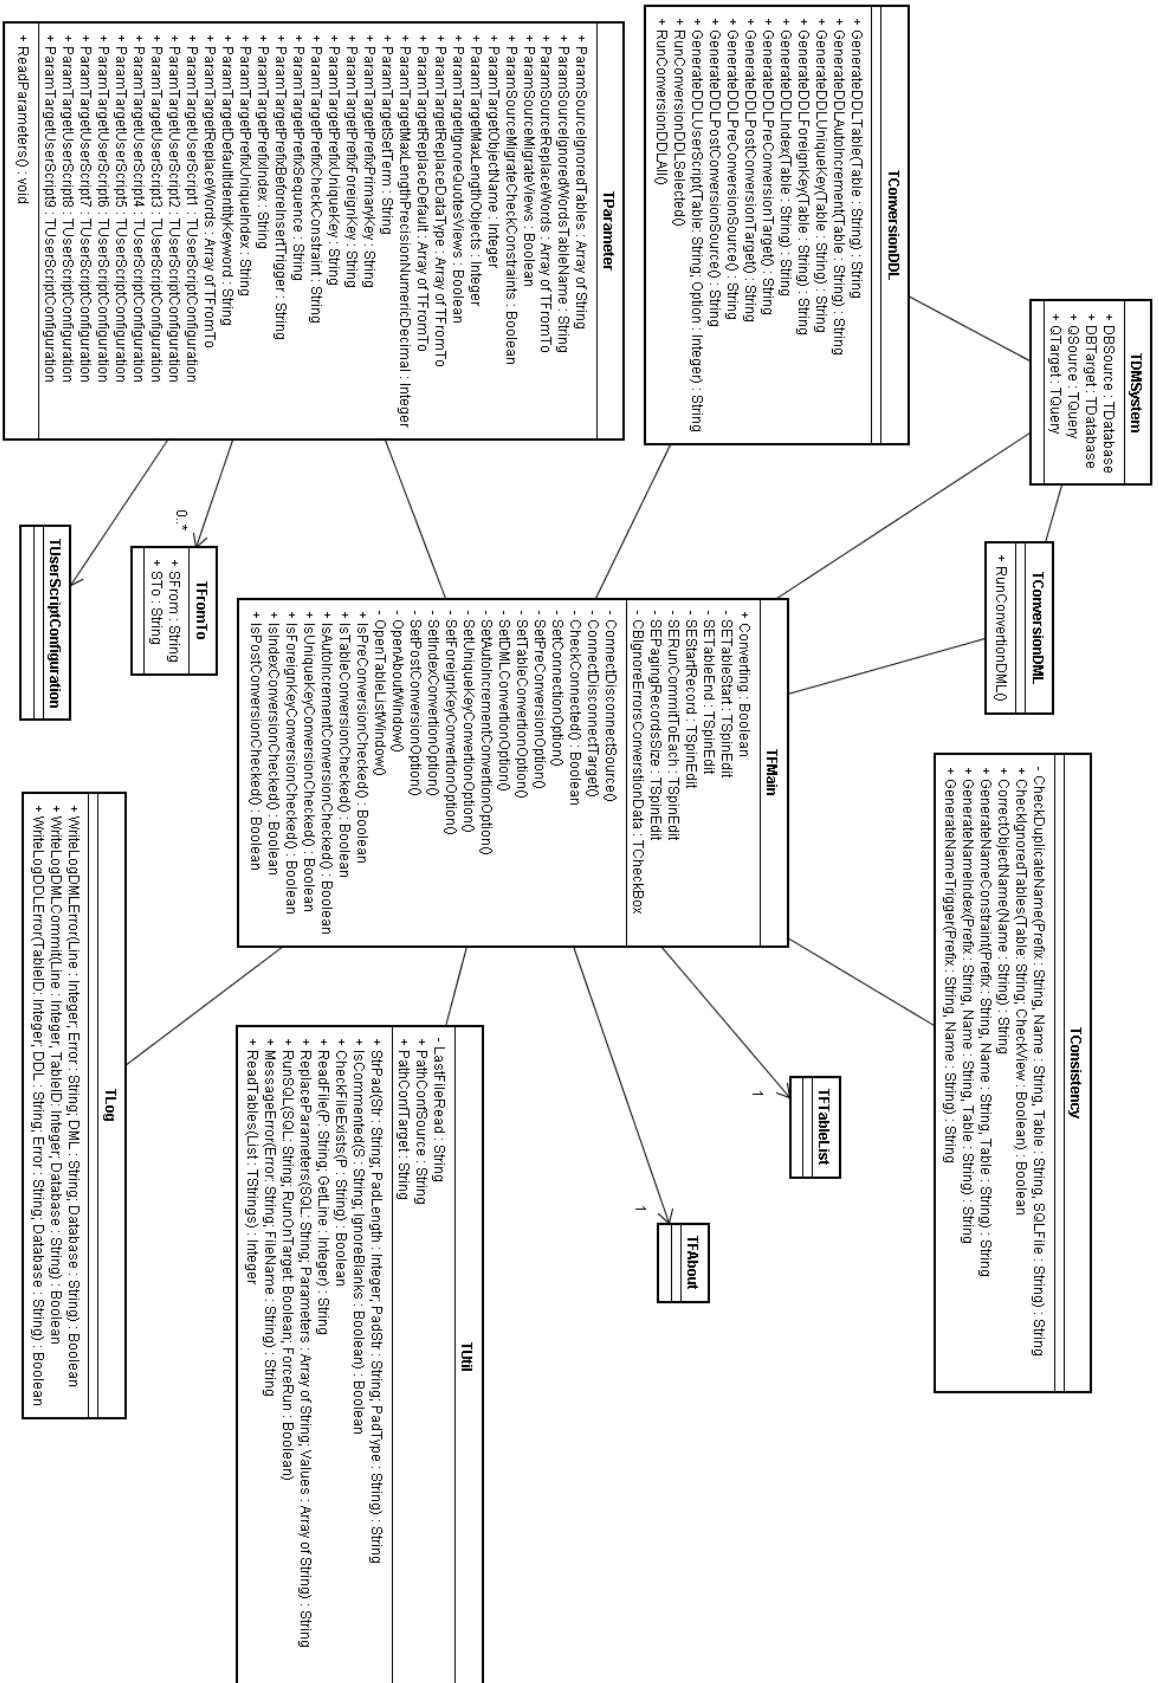 TDMSystem
+ DBSource : TDatabase
+ DBTarget : TDatabase
+ QSource : TQuery
+ QTarget : TQuery
TConversionDDL
+ GenerateDDLTable(Table : String) : String
+ GenerateDDLAutoIncrement(Table : String) : String
+ GenerateDDLUniqueKey(Table : String) : String
+ GenerateDDLForeignKey(Table : String) : String
+ GenerateDDLIndex(Table : String) : String
+ GenerateDDLPreConversionTarget() : String
+ GenerateDDLPostConversionTarget() : String
+ GenerateDDLPreConversionSource() : String
+ GenerateDDLPostConversionSource() : String
+ GenerateDDLUserScript(Table: String; Option : Integer) : String
+ RunConversionDDLSelected()
+ RunConversionDDLAll()
TConversionDML
+ RunConvertionDML()
TConsistency
- CheckDuplicateName(Prefix : String, Name : String, Table : String, SQLFile : String) : String
+ CheckIgnoredTables(Table: String; CheckView : Boolean) : Boolean
+ CorrectObjectName(Name : String) : String
+ GenerateNameConstraint(Prefix : String, Name : String, Table : String) : String
+ GenerateNameIndex(Prefix : String, Name : String, Table : String) : String
+ GenerateNameTrigger(Prefix : String, Name : String) : String
TFMain
+ Converting : Boolean
- SETableStart : TSpinEdit
- SETableEnd : TSpinEdit
- SEStartRecord : TSpinEdit
- SERunCommitToEach : TSpinEdit
- SEPagingRecordsSize : TSpinEdit
- CBIgnoreErrorsConverstionData : TCheckBox
- ConnectDisconnectSource()
- ConnectDisconnectTarget()
- CheckConnected() : Boolean
- SetConnectionOption()
- SetPreConversionOption()
- SetTableConvertionOption()
- SetDMLConvertionOption()
- SetAutoIncrementConvertionOption()
- SetUniqueKeyConvertionOption()
- SetForeignKeyConvertionOption()
- SetIndexConvertionOption()
- SetPostConversionOption()
- OpenAboutWindow()
- OpenTableListWindow()
+ IsPreConversionChecked() : Boolean
+ IsTableConversionChecked() : Boolean
+ IsAutoIncrementConversionChecked() : Boolean
+ IsUniqueKeyConversionChecked() : Boolean
+ IsForeignKeyConversionChecked() : Boolean
+ IsIndexConversionChecked() : Boolean
+ IsPostConversionChecked() : Boolean
TFTableList
1
TFAbout
1
TParameter
+ ParamSourceIgnoredTables : Array of String
+ ParamSourceIgnoredWordsTableName : String
+ ParamSourceReplaceWords : Array of TFromTo
+ ParamSourceMigrateViews : Boolean
+ ParamSourceMigrateCheckConstraints : Boolean
+ ParamTargetObjectName : Integer
+ ParamTargetMaxLengthObjects : Integer
+ ParamTargetIgnoreQuotesViews : Boolean
+ ParamTargetReplaceDataType : Array of TFromTo
+ ParamTargetReplaceDefault : Array of TFromTo
+ ParamTargetMaxLengthPrecisionNumericDecimal : Integer
+ ParamTargetSetTerm : String
+ ParamTargetPrefixPrimaryKey : String
+ ParamTargetPrefixForeignKey : String
+ ParamTargetPrefixUniqueKey : String
+ ParamTargetPrefixCheckConstraint : String
+ ParamTargetPrefixSequence : String
+ ParamTargetPrefixBeforeInsertTrigger : String
+ ParamTargetPrefixIndex : String
+ ParamTargetPrefixUniqueIndex : String
+ ParamTargetDefaultIdentityKeyword : String
+ ParamTargetReplaceWords : Array of TFromTo
+ ParamTargetUserScript1 : TUserScriptConfiguration
+ ParamTargetUserScript2 : TUserScriptConfiguration
+ ParamTargetUserScript3 : TUserScriptConfiguration
+ ParamTargetUserScript4 : TUserScriptConfiguration
+ ParamTargetUserScript5 : TUserScriptConfiguration
+ ParamTargetUserScript6 : TUserScriptConfiguration
+ ParamTargetUserScript7 : TUserScriptConfiguration
+ ParamTargetUserScript8 : TUserScriptConfiguration
+ ParamTargetUserScript9 : TUserScriptConfiguration
+ ReadParameters() : void
TFromTo
+ SFrom : String
+ STo : String
0..*
TUserScriptConfiguration
TUtil
- LastFileRead : String
+ PathConfSource : String
+ PathConfTarget : String
+ StrPad(Str : String; PadLength : Integer; PadStr : String; PadType : String) : String
+ IsCommented(S : String; IgnoreBlanks : Boolean) : Boolean
+ CheckFileExists(P : String) : Boolean
+ ReadFile(P : String; GetLine : Integer) : String
+ ReplaceParameters(SQL : String; Parameters : Array of String; Values : Array of String) : String
+ RunSQL(SQL: String; RunOnTarget: Boolean; ForceRun : Boolean)
+ MessageError(Error: String; FileName : String) : String
+ ReadTables(List : TStrings) : Integer
TLog
+ WriteLogDMLError(Line : Integer; Error : String; DML : String; Database : String) : Boolean
+ WriteLogDMLCommit(Line : Integer, TableID: Integer; Database : String) : Boolean
+ WriteLogDDLError(TableID: Integer; DDL : String; Error : String; Database : String) : Boolean